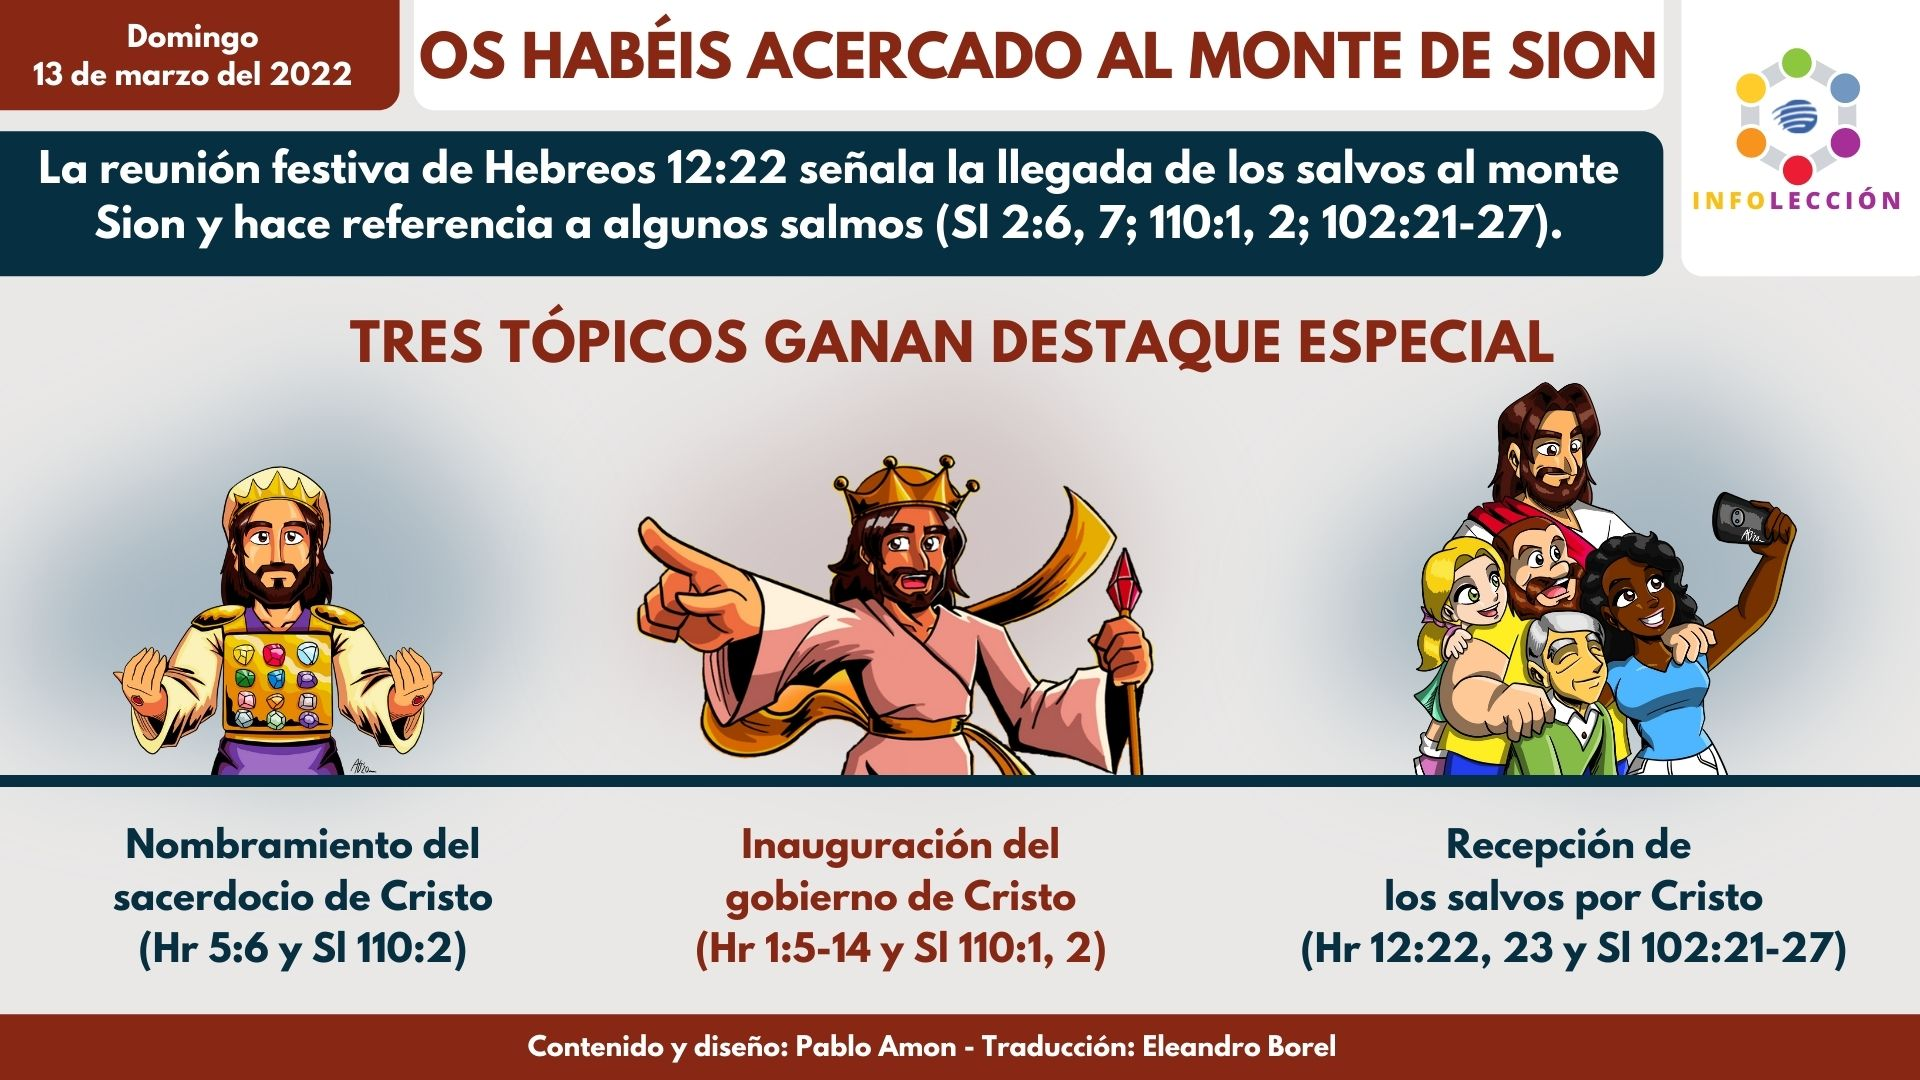 Domingo
13 de marzo del 2022
OS HABÉIS ACERCADO AL MONTE DE SION
INFOLECCIÓN
La reunión festiva de Hebreos 12:22 señala la llegada de los salvos al monte
Sion y hace referencia a algunos salmos (Sl 2:6, 7; 110:1, 2; 102:21-27).
TRES TÓPICOS GANAN DESTAQUE ESPECIAL
Nombramiento del
sacerdocio de Cristo
(Hr 5:6 y Sl 110:2)
Inauguración del
gobierno de Cristo
(Hr 1:5-14 y Sl 110:1, 2)
Recepción de
los salvos por Cristo
(Hr 12:22, 23 y Sl 102:21-27)
Contenido y diseño: Pablo Amon - Traducción: Eleandro Borel